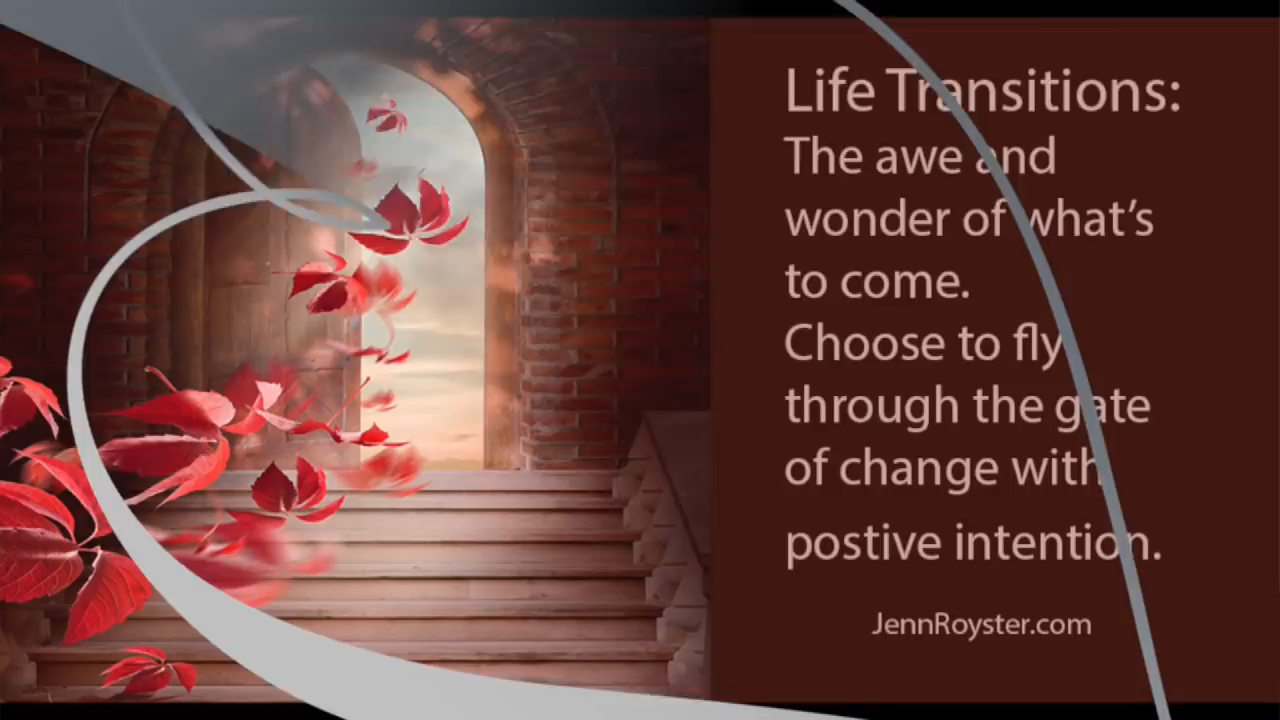 Life Transitions:
The awe and
wonder of what's
to come.
Choose to fly
through the gate
of change with
postive intention.
JennRoyster.com